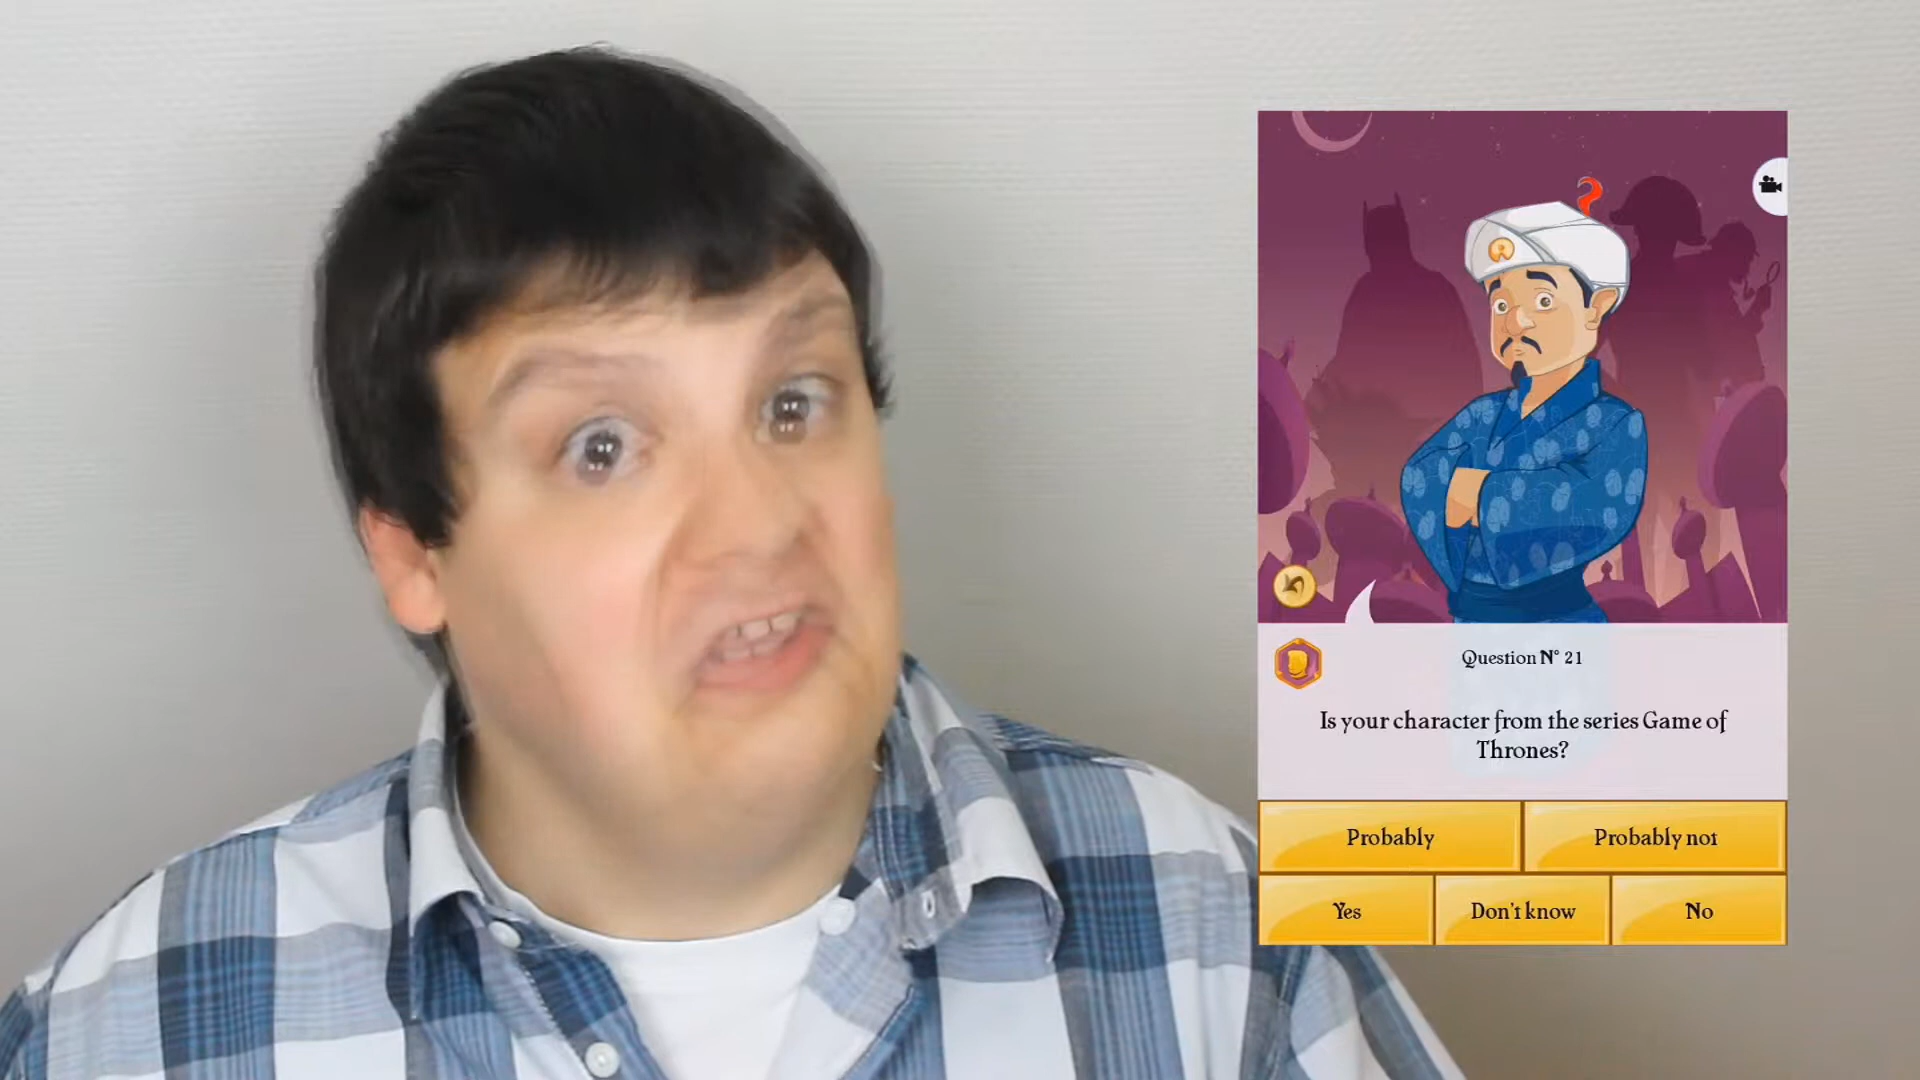 Question N° 21
Is your character from the series Game of
Thrones?
Probably
Probably not
Yes
Don't know
No